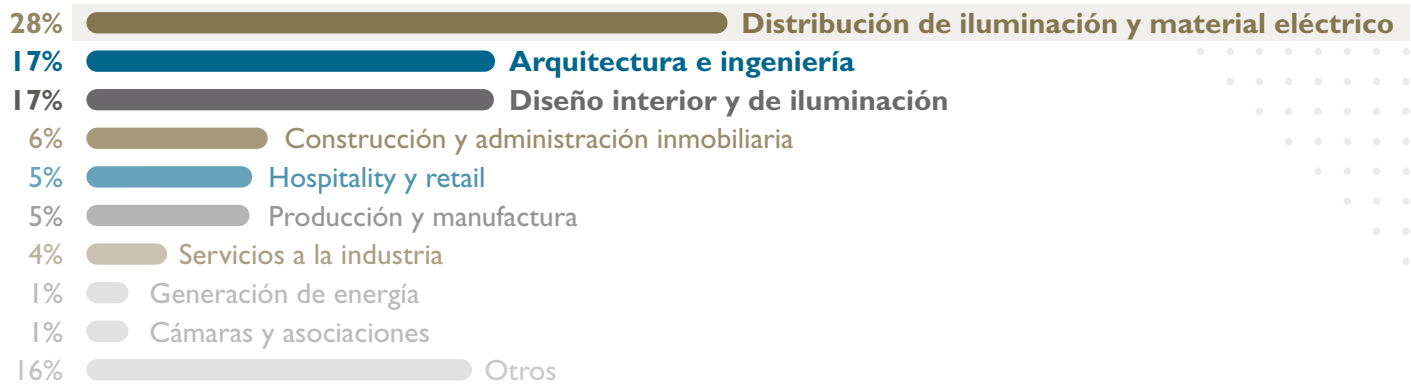 28% Distribución de iluminación y material eléctrico
17% Arquitectura e ingeniería
17% Diseño interior y de iluminación
6% Construcción y administración inmobiliaria
5% Hospitality y retail
5% Producción y manufactura
4% Servicios a la industria
1% Generación de energía
1% Cámaras y asociaciones
16% Otros